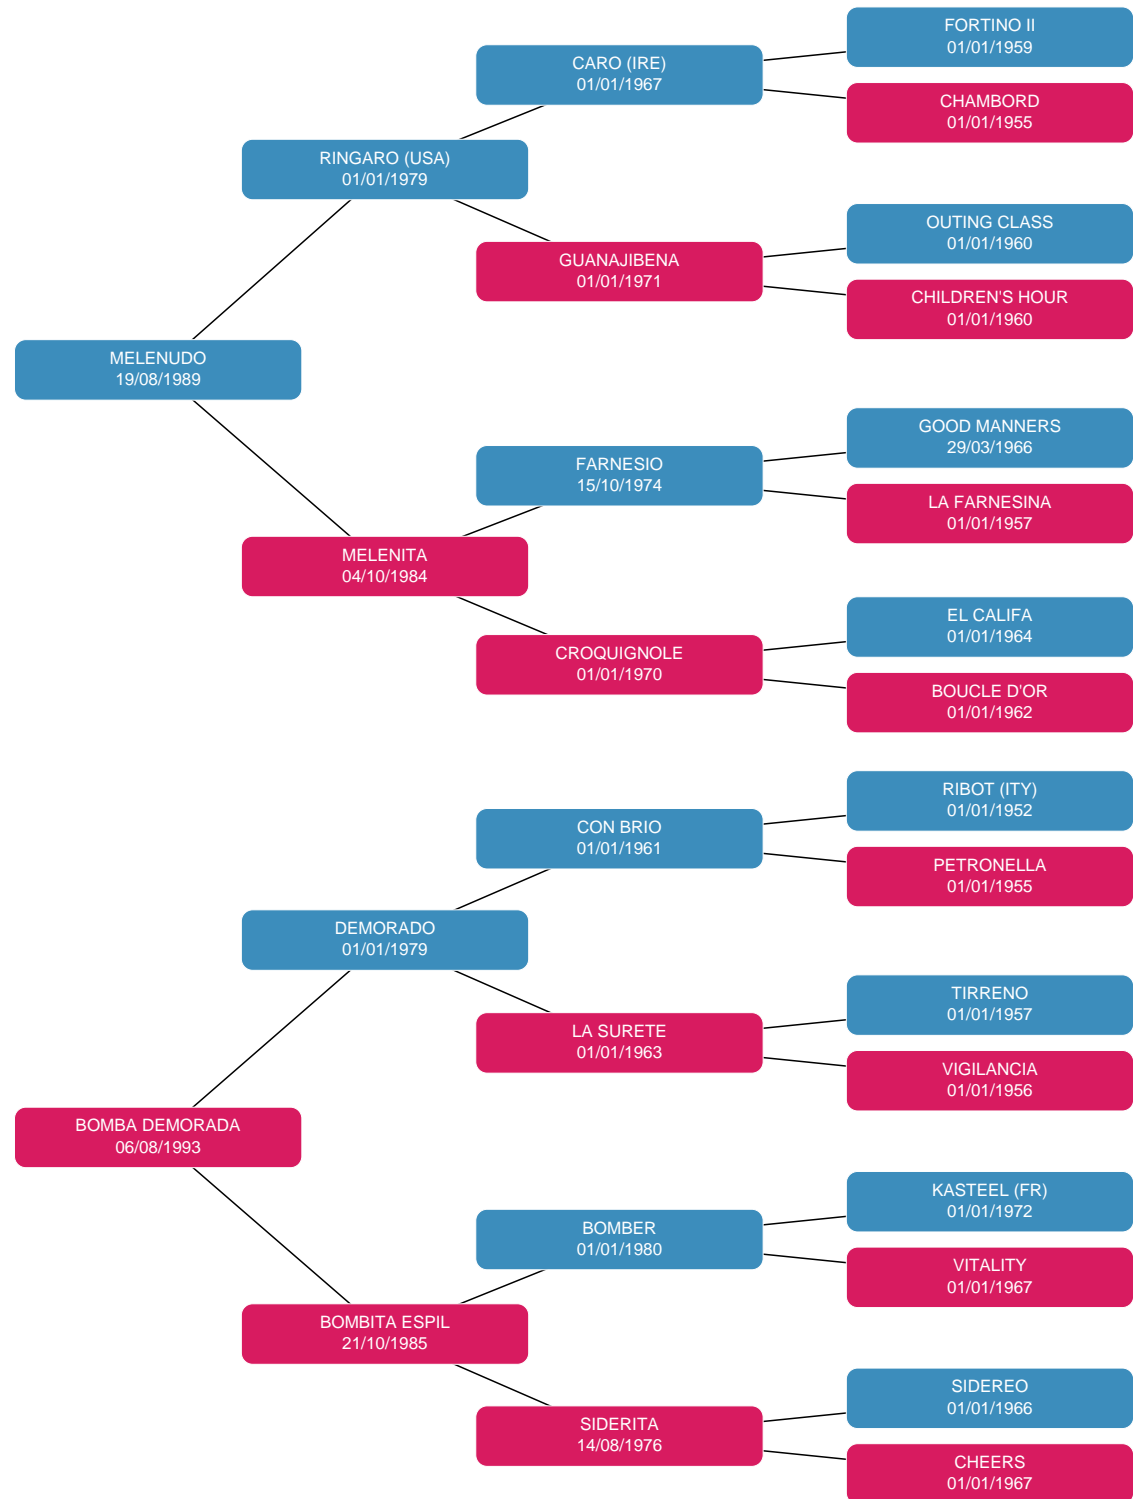 FORTINO II
01/01/1959
CARO (IRE)
01/01/1967
CHAMBORD
01/01/1955
RINGARO (USA)
01/01/1979
OUTING CLASS
01/01/1960
GUANAJIBENA
01/01/1971
CHILDREN'S HOUR
01/01/1960
MELENUDO
19/08/1989
GOOD MANNERS
29/03/1966
FARNESIO
15/10/1974
LA FARNESINA
01/01/1957
MELENITA
04/10/1984
EL CALIFA
01/01/1964
CROQUIGNOLE
01/01/1970
BOUCLE D'OR
01/01/1962
RIBOT (ITY)
01/01/1952
CON BRIO
01/01/1961
PETRONELLA
01/01/1955
DEMORADO
01/01/1979
TIRRENO
01/01/1957
LA SURETE
01/01/1963
VIGILANCIA
01/01/1956
BOMBA DEMORADA
06/08/1993
KASTEEL (FR)
01/01/1972
BOMBER
01/01/1980
VITALITY
01/01/1967
BOMBITA ESPIL
21/10/1985
SIDEREO
01/01/1966
SIDERITA
14/08/1976
CHEERS
01/01/1967